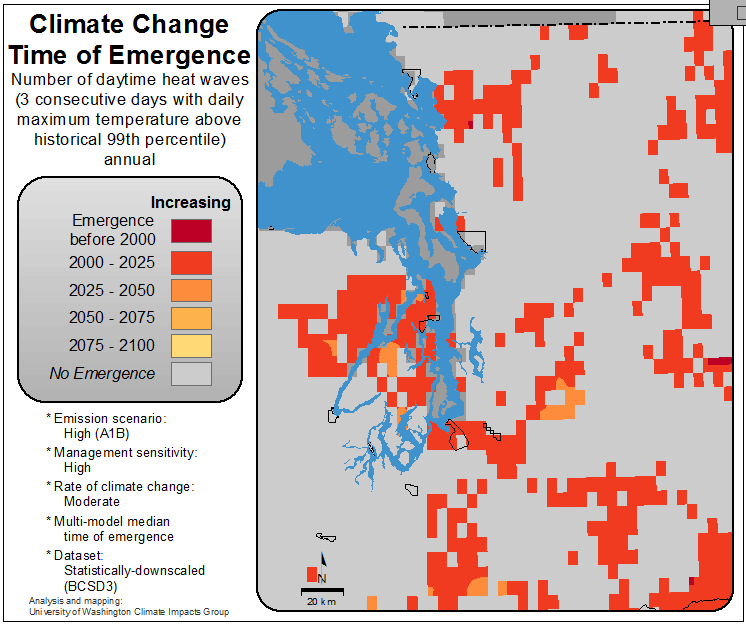 Climate Change
Time of Emergence
Number of daytime heat waves
(3 consecutive days with daily
maximum temperature above
historical 99th percentile)
annual
Increasing
Emergence
before 2000
2000 - 2025
2025 - 2050
2050 - 2075
2075 - 2100
No Emergence
* Emission scenario:
High (A1B)
* Management sensitivity:
High
* Rate of climate change:
Moderate
* Multi-model median
time of emergence
* Dataset:
Statistically-downscaled
(BCSD3)
Analysis and mapping:
University of Washington Climate Impacts Group
N
20 km